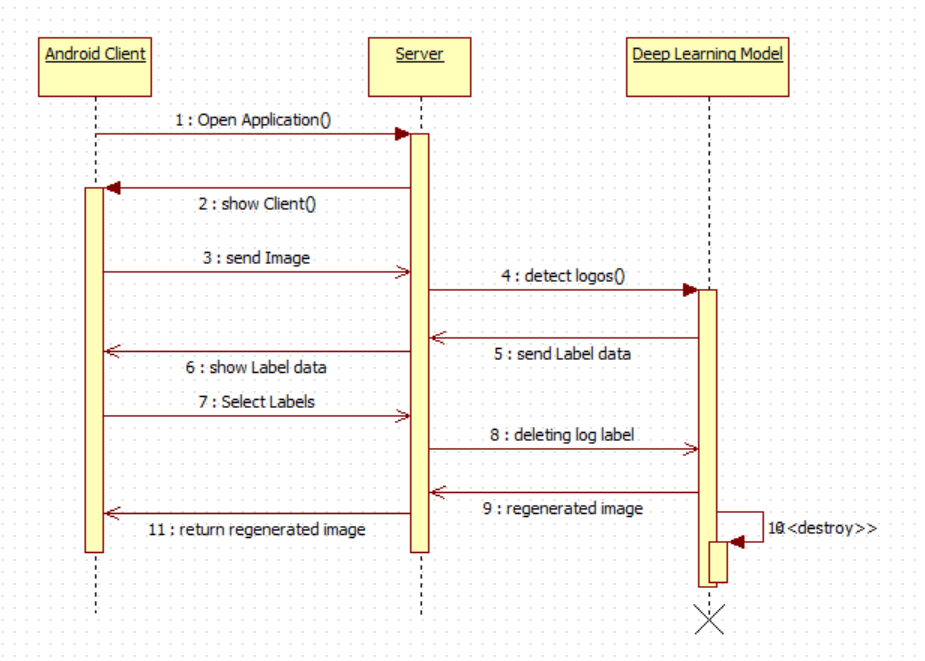 Android Client
Server
Deep Learning Model
1 : Open Application()
2 : show Client()
3 : send Image
4 : detect logos()
5 : send Label data
6 : show Label data
7 : Select Labels
8 : deleting log label
9 : regenerated image
11 : return regenerated image
<<destroy>>